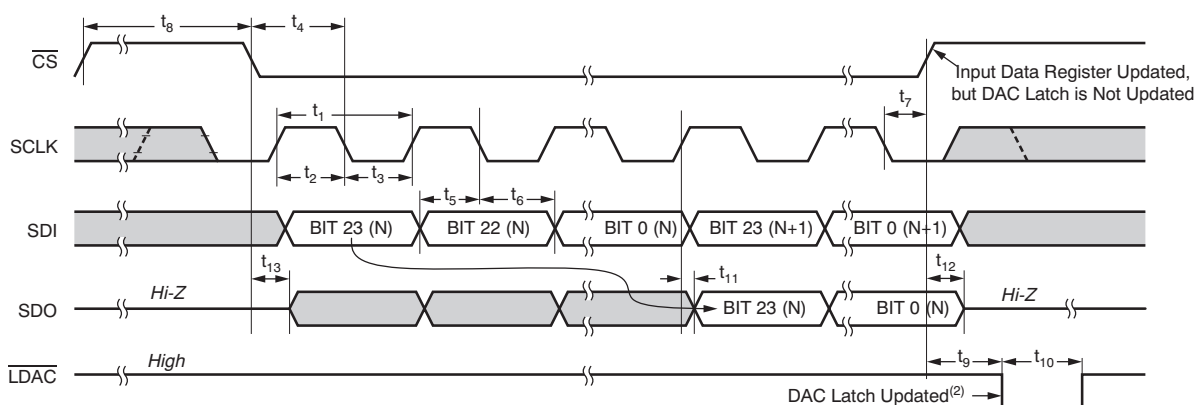 t8 t4
CS
Input Data Register Updated,
but DAC Latch is Not Updated
t7
t1
SCLK
t2 t3
t5 t6
SDI BIT 23 (N) BIT 22 (N) BIT 0 (N) BIT 23 (N+1) BIT 0 (N+1)
t13 t11 t12
Hi-Z Hi-Z
SDO BIT 23 (N) BIT 0 (N)
High t9 t10
LDAC
DAC Latch Updated(2)